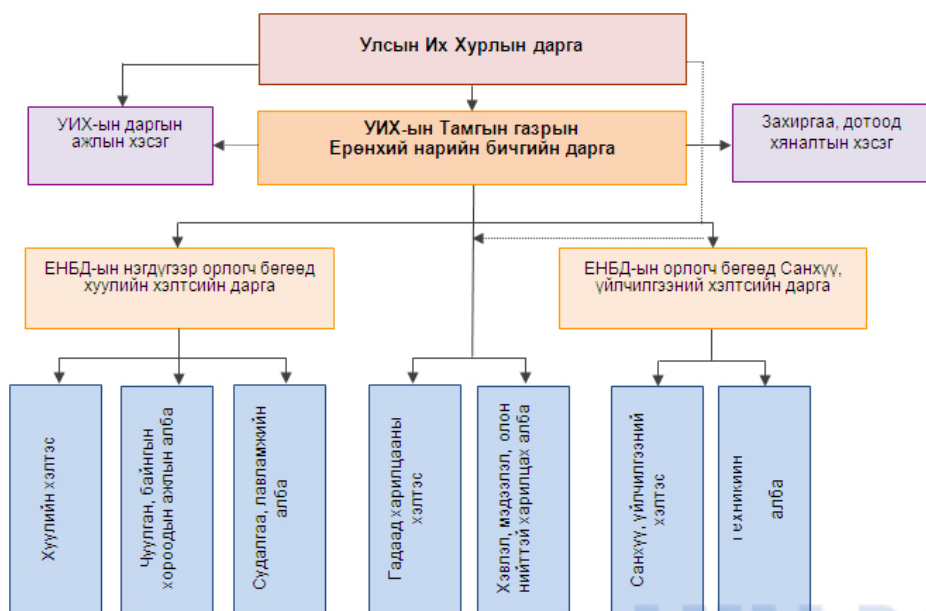 Улсын Их Хурлын дарга
УИХ-ын даргын
ажлын хэсэг
УИХ-ын Тамгын газрын
Ерөнхий нарийн бичгийн дарга
Захиргаа, дотоод
хяналтын хэсэг
ЕНБД-ын нэгдүгээр орлогч бөгөөд
хуулийн хэлтсийн дарга
ЕНБД-ын орлогч бөгөөд Санхүү,
үйлчилгээний хэлтсийн дарга
Хуулийн хэлтэс
Чуулган, байнгын
хороодын ажлын алба
Судалгаа, лавламжийн
алба
Гадаад харилцааны
хэлтэс
Хэвлэл, мэдээлэл, олон
нийттэй харилцах алба
Санхүү, үйлчилгээний
хэлтэс
Техникийн
алба